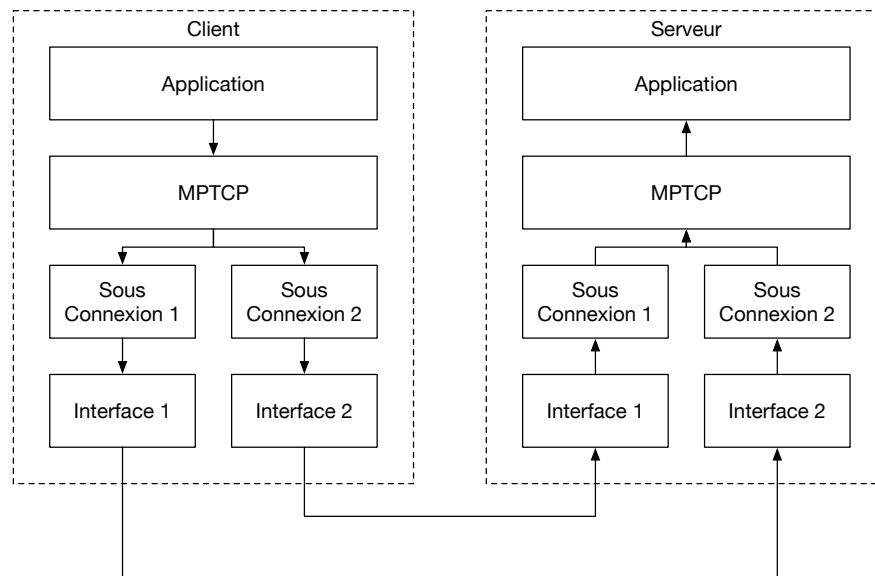 Client
Application
MPTCP
Sous
Connexion 1
Sous
Connexion 2
Interface 1
Interface 2
Serveur
Application
MPTCP
Sous
Connexion 1
Sous
Connexion 2
Interface 1
Interface 2